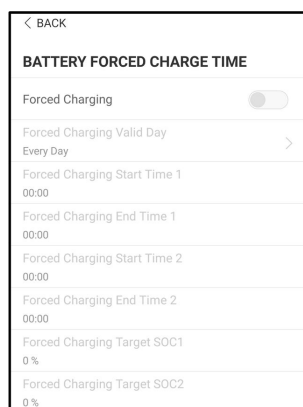 < BACK
BATTERY FORCED CHARGE TIME
Forced Charging
Forced Charging Valid Day
Every Day
Forced Charging Start Time 1
00:00
Forced Charging End Time 1
00:00
Forced Charging Start Time 2
00:00
Forced Charging End Time 2
00:00
Forced Charging Target SOC1
0 %
Forced Charging Target SOC2
0 %